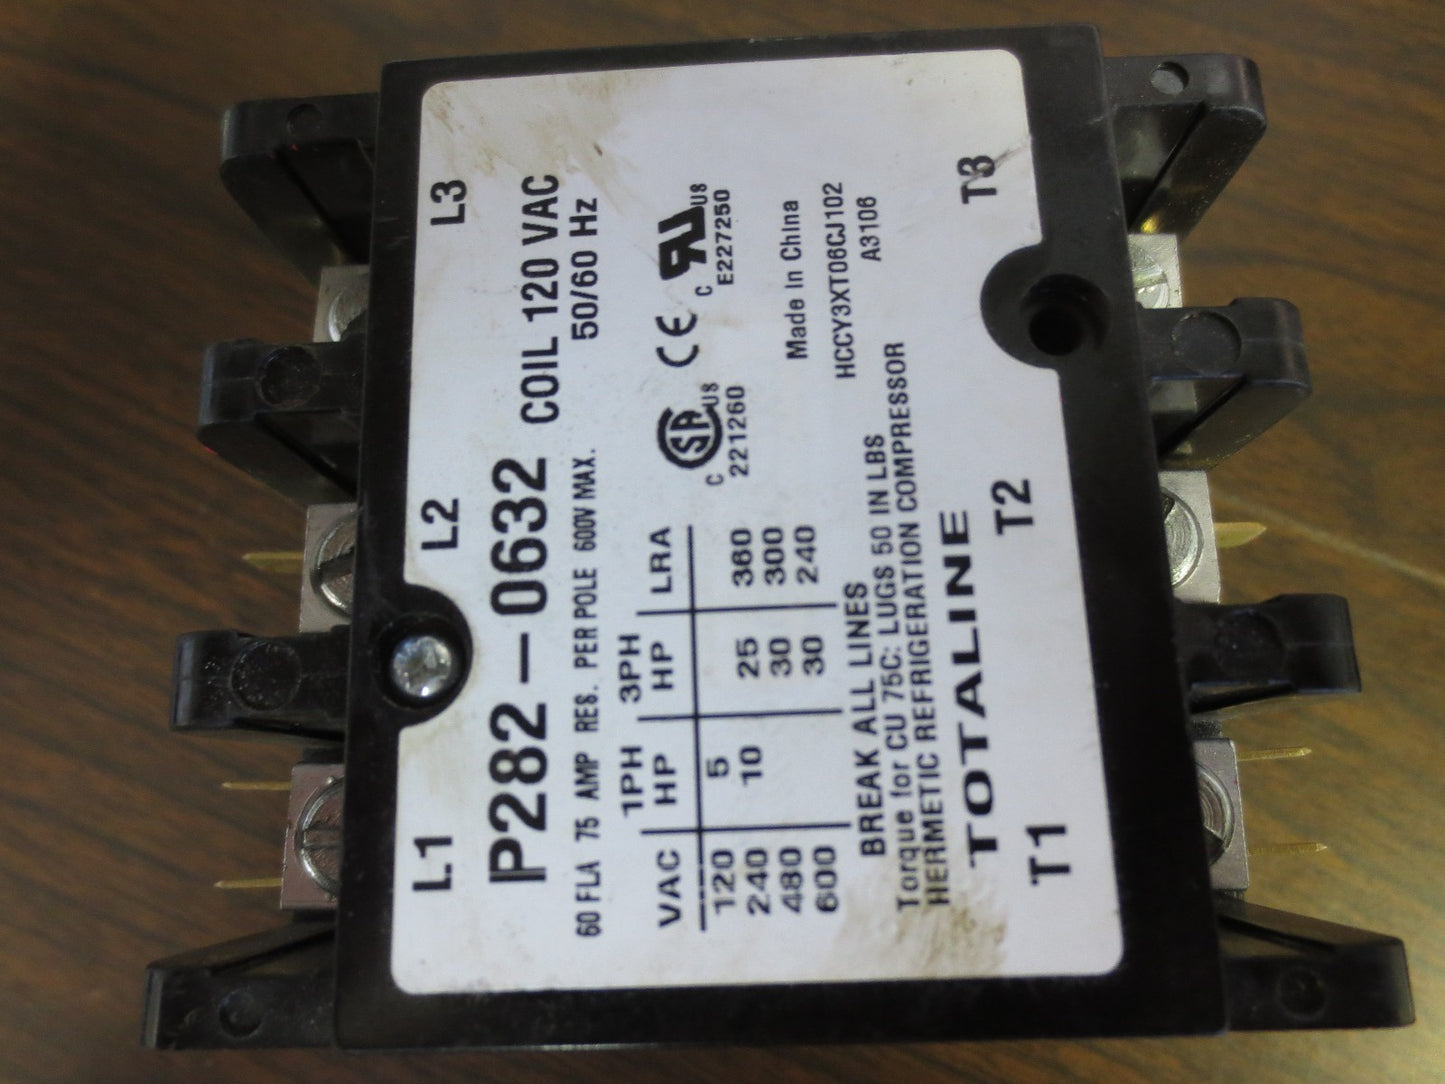 L1 L2 L3
P282-0632 COIL 120 VAC
60 FLA 75 AMP RES. PER POLE 600V MAX. 50/60 Hz
1PH 3PH
VAC HP HP LRA
120 5
240 10 25 360
480 30 300
600 30 240
C SA US
221260
CE
C RU US
E227250
Made In China
BREAK ALL LINES
HCCY3XT06CJ102
Torque for CU 75C: LUGS 50 IN LBS
A3106
HERMETIC REFRIGERATION COMPRESSOR
TOTALINE
T1 T2 T3